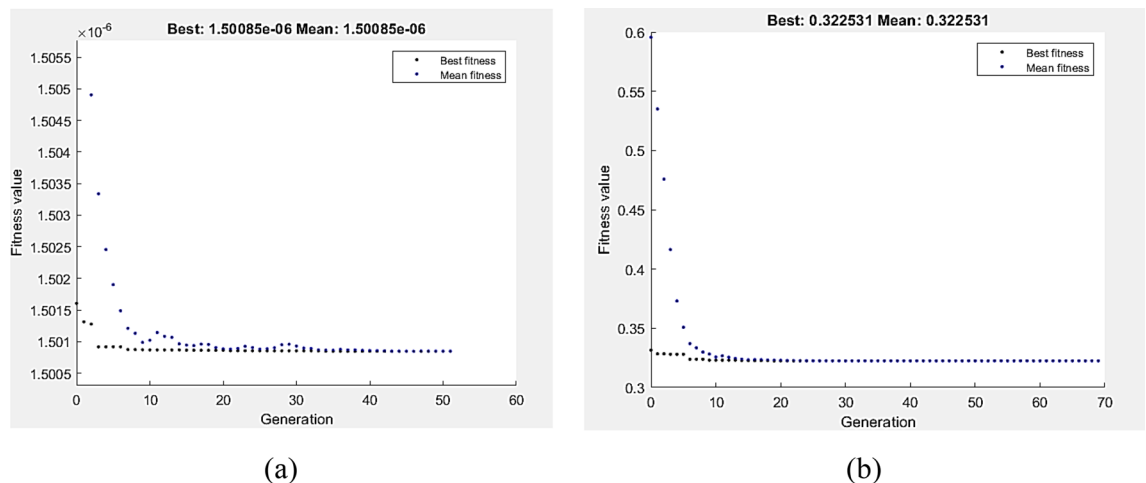 ×10⁻⁶
Best: 1.50085e-06 Mean: 1.50085e-06
1.5055
1.505
1.5045
1.504
1.5035
1.503
1.5025
1.502
1.5015
1.501
1.5005
Fitness value
Best fitness
Mean fitness
0 10 20 30 40 50 60
Generation
(a)
Best: 0.322531 Mean: 0.322531
0.6
0.55
0.5
0.45
0.4
0.35
0.3
Fitness value
Best fitness
Mean fitness
0 10 20 30 40 50 60 70
Generation
(b)